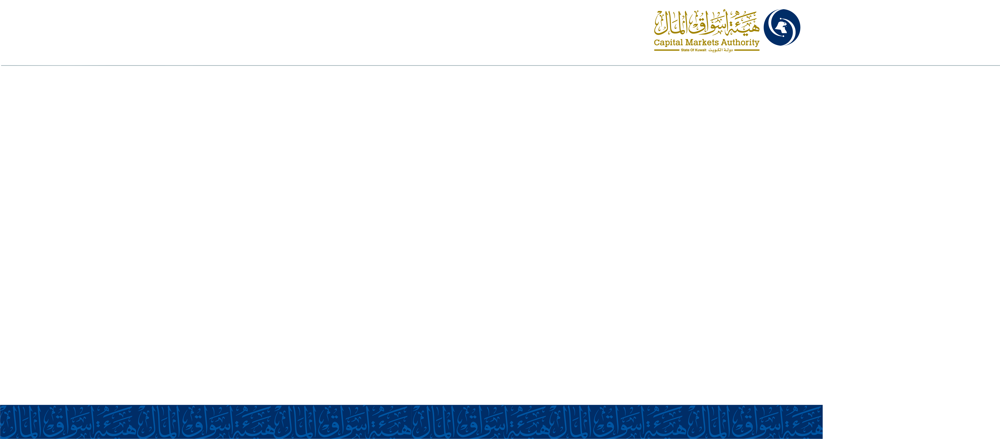 هيئة أسواق المال
Capital Markets Authority
State Of Kuwait دولة الكويت
هيئة أسواق المال هيئة أسواق المال هيئة أسواق المال هيئة أسواق المال هيئة أسواق المال هيئة أسواق المال